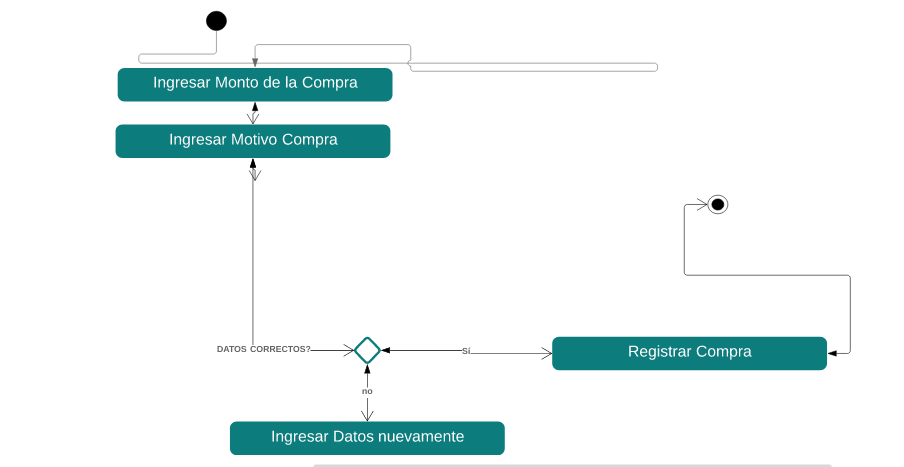 Ingresar Monto de la Compra
Ingresar Motivo Compra
DATOS CORRECTOS?
Sí
Registrar Compra
no
Ingresar Datos nuevamente